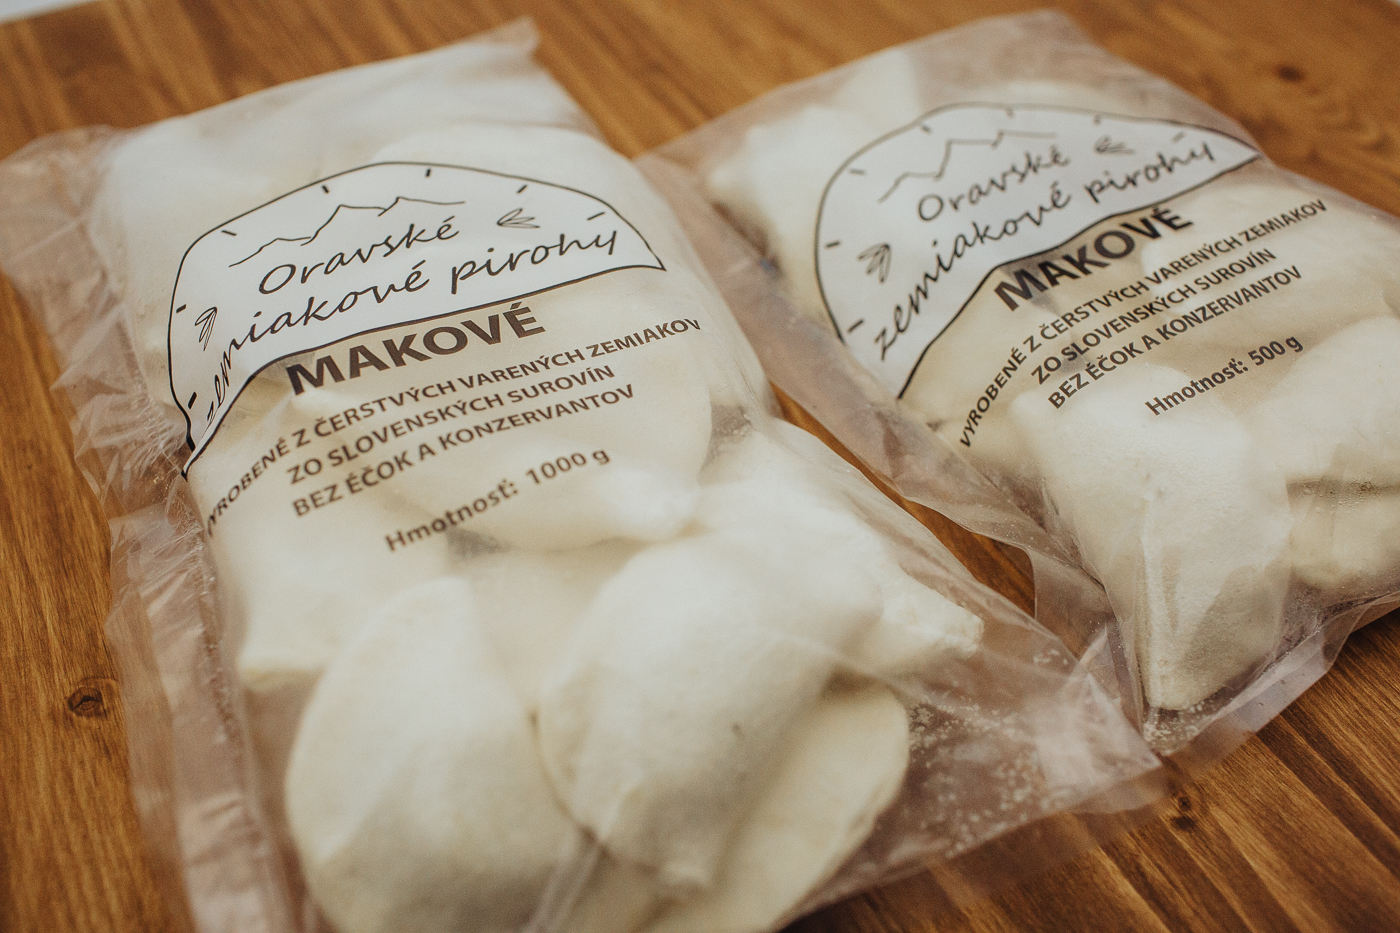 Oravské
zemiakové pirohy
MAKOVÉ
VYROBENÉ Z ČERSTVÝCH VARENÝCH ZEMIAKOV
ZO SLOVENSKÝCH SUROVÍN
BEZ ÉČOK A KONZERVANTOV
Hmotnosť: 1000 g
Oravské
zemiakové pirohy
MAKOVÉ
VYROBENÉ Z ČERSTVÝCH VARENÝCH ZEMIAKOV
ZO SLOVENSKÝCH SUROVÍN
BEZ ÉČOK A KONZERVANTOV
Hmotnosť: 500 g